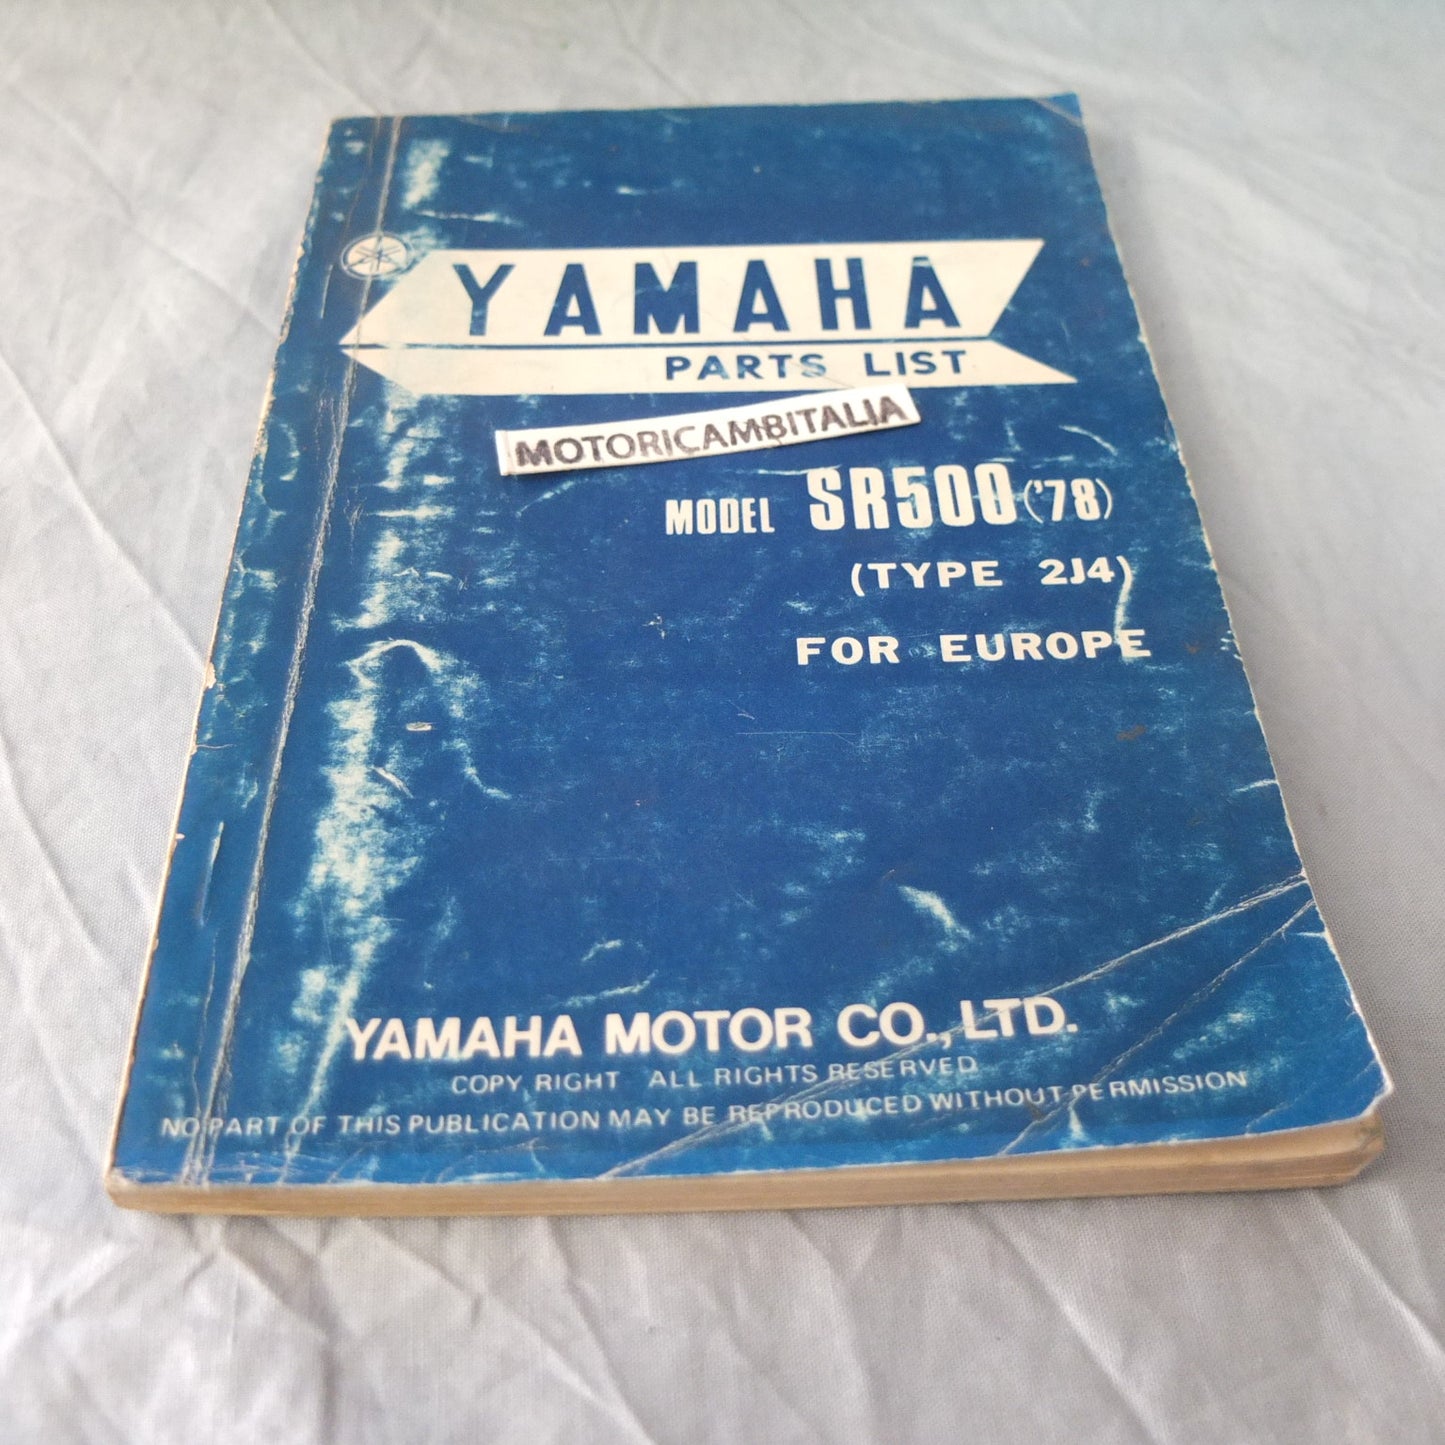 YAMAHA
PARTS LIST
MOTORICAMBITALIA
MODEL SR500 ('78)
(TYPE 2J4)
FOR EUROPE
YAMAHA MOTOR CO., LTD.
COPY RIGHT ALL RIGHTS RESERVED
NO PART OF THIS PUBLICATION MAY BE REPRODUCED WITHOUT PERMISSION